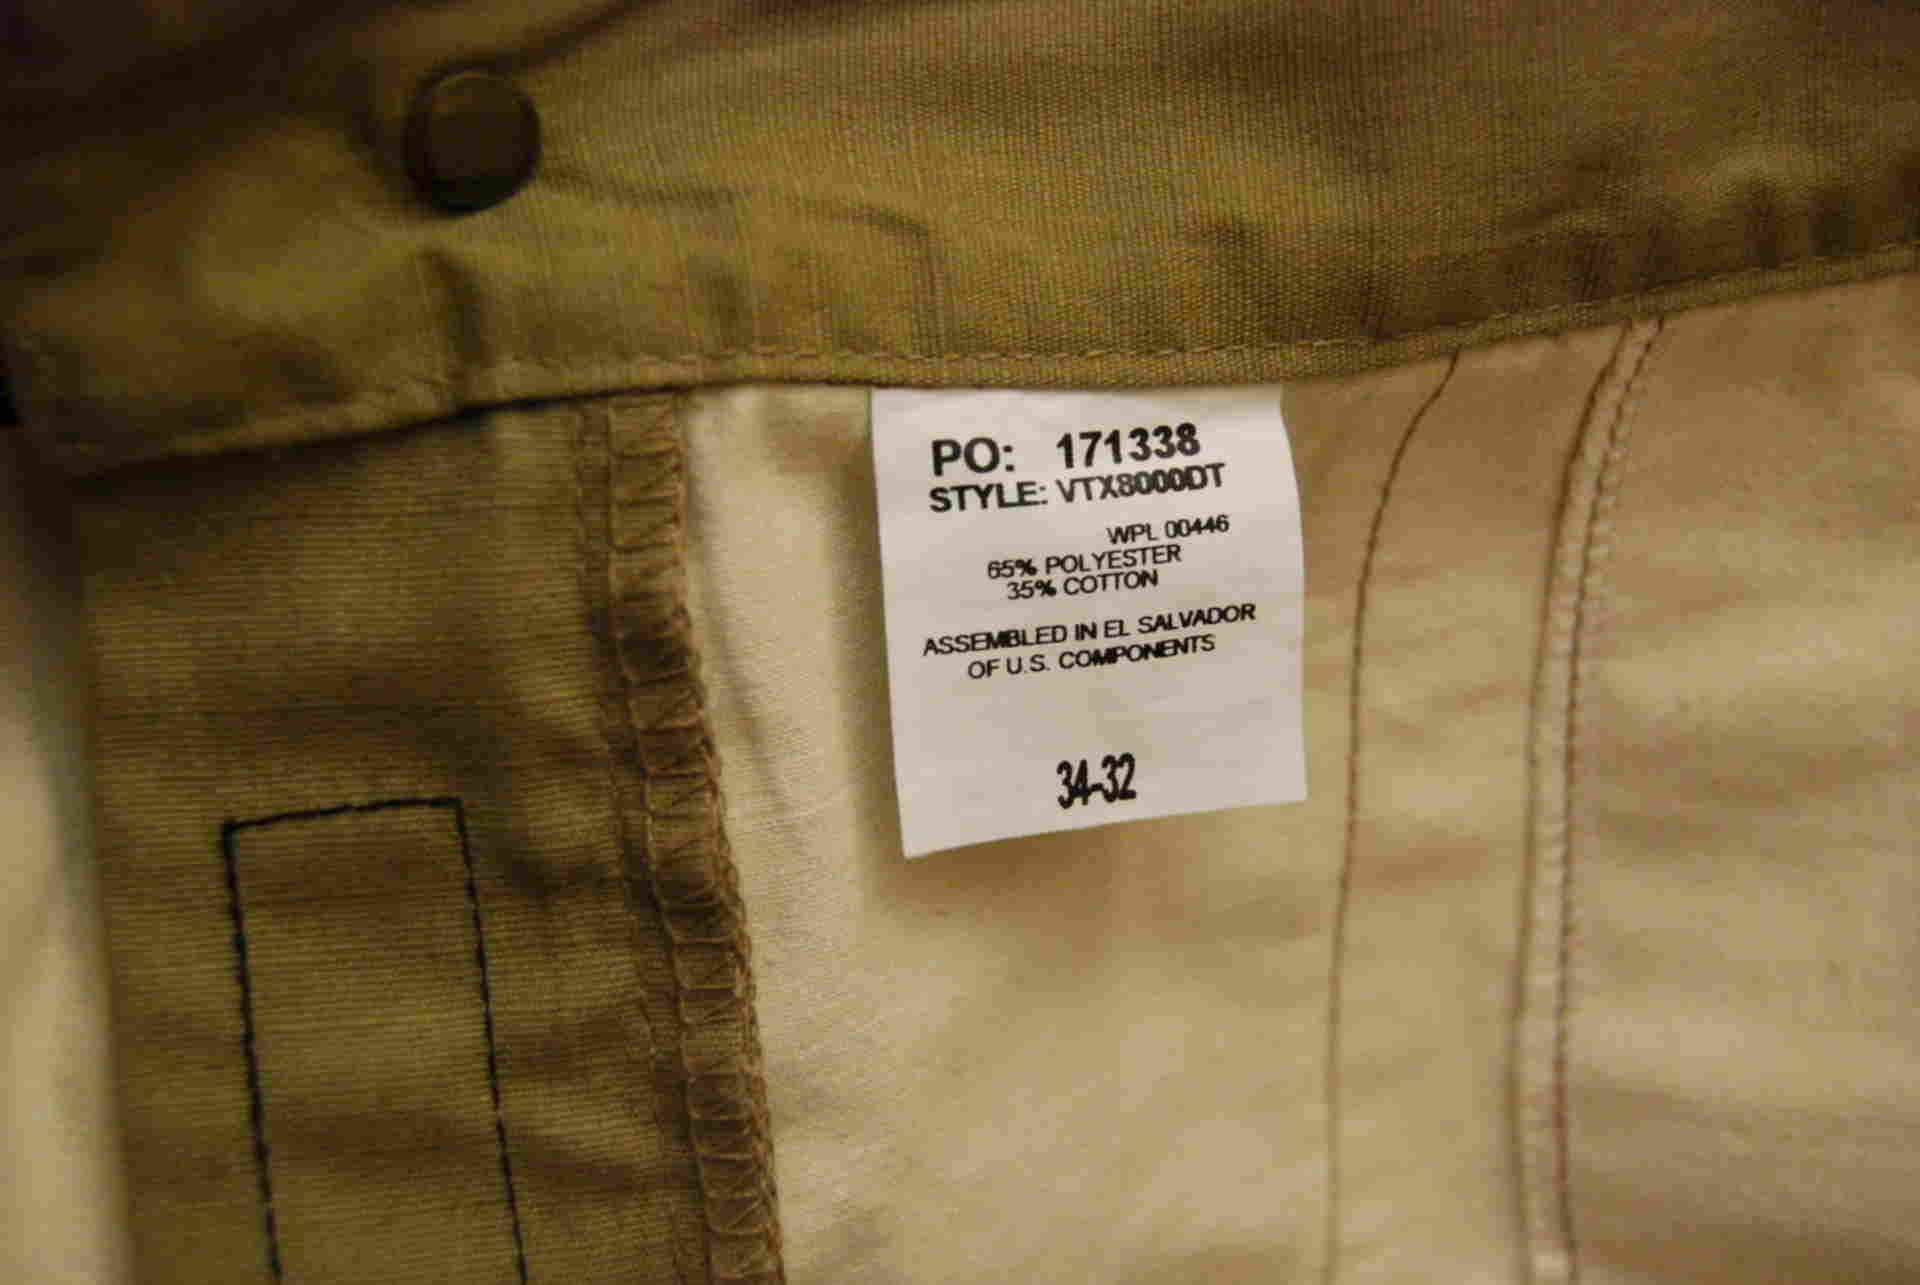 PO: 171338
STYLE: VTX8000DT
WPL 00446
65% POLYESTER
35% COTTON
ASSEMBLED IN EL SALVADOR
OF U.S. COMPONENTS
34-32